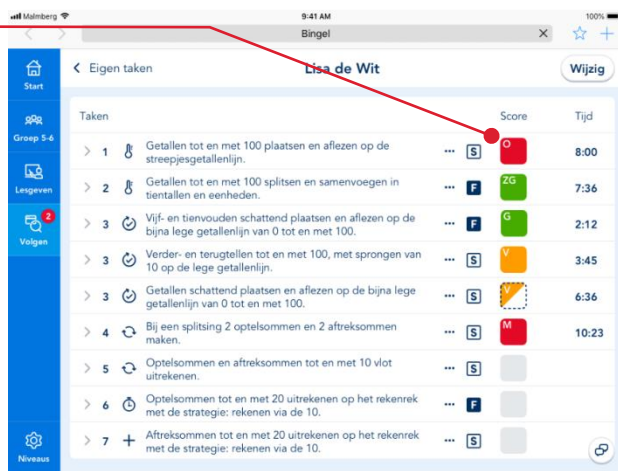 Malmberg 9:41 AM 100%
Bingel
Eigen taken Lisa de Wit Wijzig
Start
Groep 5-6
Lesgeven
2
Volgen
Niveaus
Taken Score Tijd
1 Getallen tot en met 100 plaatsen en aflezen op de
streepjesgetallenlijn. ... S O 8:00
2 Getallen tot en met 100 splitsen en samenvoegen in
tientallen en eenheden. ... F ZG 7:36
3 Vijf- en tienvouden schattend plaatsen en aflezen op de
bijna lege getallenlijn van 0 tot en met 100. ... F G 2:12
3 Verder- en terugtellen tot en met 100, met sprongen van
10 op de lege getallenlijn. ... S V 3:45
3 Getallen schattend plaatsen en aflezen op de bijna lege
getallenlijn van 0 tot en met 100. ... S V 6:36
4 Bij een splitsing 2 optelsommen en 2 aftreksommen
maken. ... S M 10:23
5 Optelsommen en aftreksommen tot en met 10 vlot
uitrekenen. ... S
6 Optelsommen tot en met 20 uitrekenen op het rekenrek
met de strategie: rekenen via de 10. ... F
7 Aftreksommen tot en met 20 uitrekenen op het rekenrek
met de strategie: rekenen via de 10. ... S